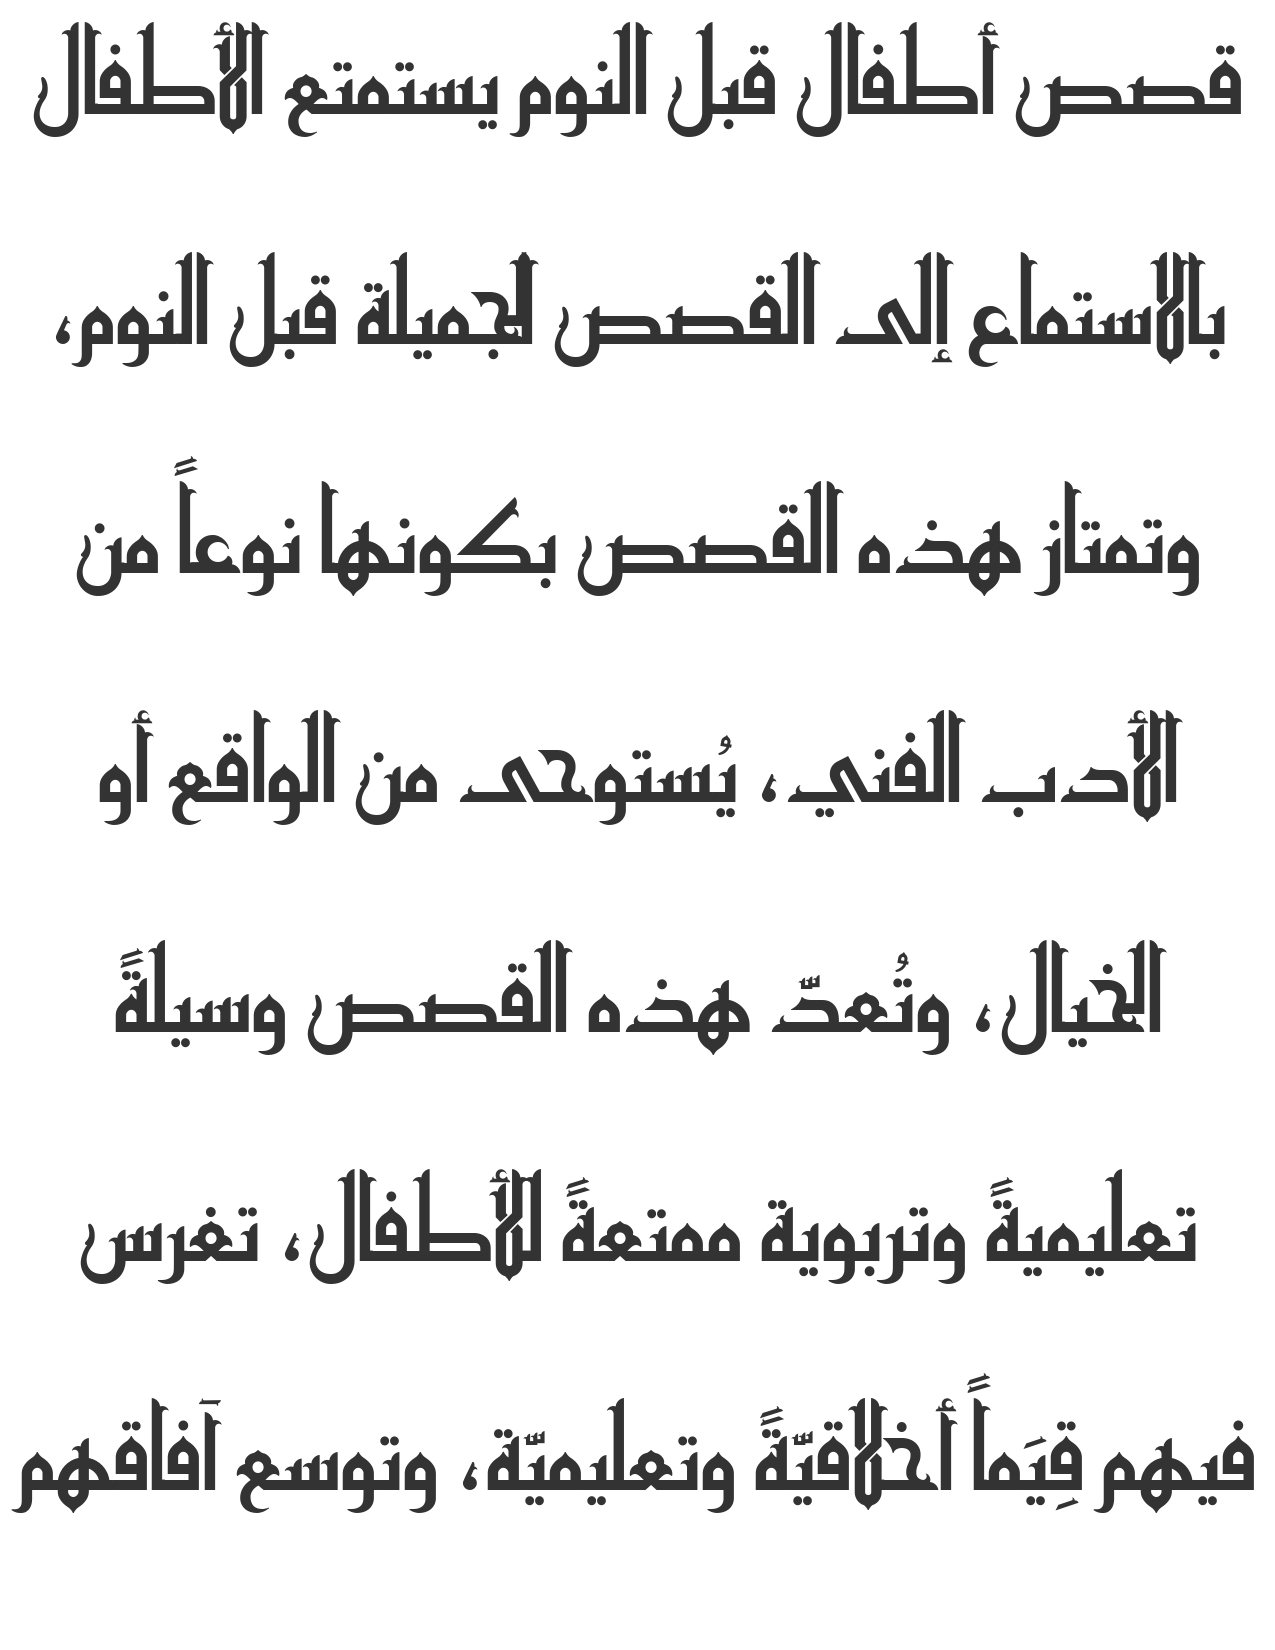 قصص أطفال قبل النوم يستمتع الأطفال
بالاستماع إلى القصص لجميلة قبل النوم،
وتمتاز هذه القصص بكونها نوعاً من
الأدب الفني، يُستوحى من الواقع أو
الخيال، وتُعدّ هذه القصص وسيلةً
تعليميةً وتربوية ممتعةً للأطفال، تغرس
فيهم قِيَماً أخلاقيّةً وتعليميّة، وتوسع آفاقهم